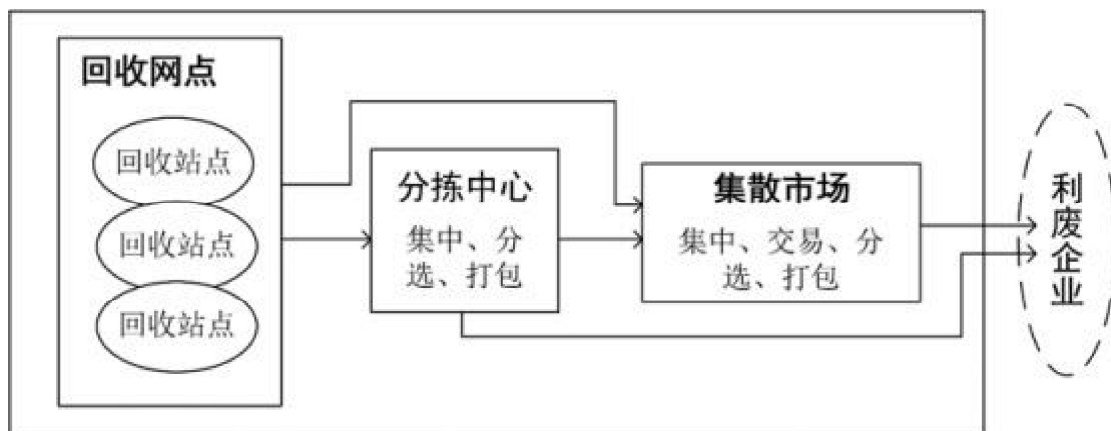 回收网点
回收站点
回收站点
回收站点
分拣中心
集中、分
选、打包
集散市场
集中、交易、分
选、打包
利废企业